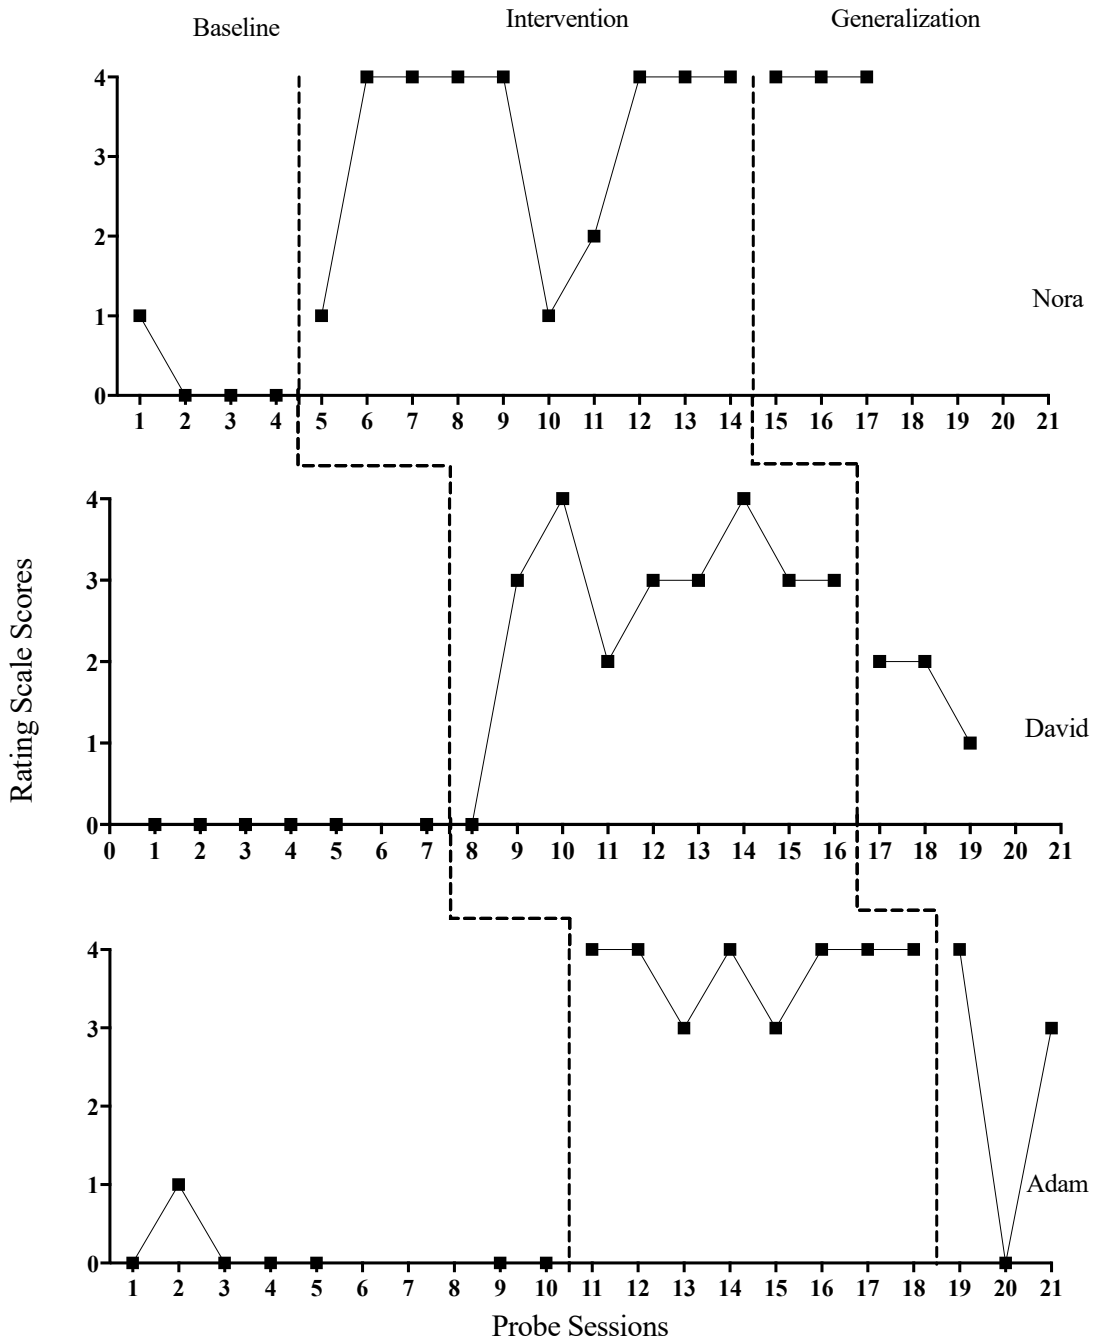 Baseline Intervention Generalization
4
3
2
1
0
1 2 3 4 5 6 7 8 9 10 11 12 13 14 15 16 17 18 19 20 21
Nora
4
3
2
1
0
0 1 2 3 4 5 6 7 8 9 10 11 12 13 14 15 16 17 18 19 20 21
David
Rating Scale Scores
4
3
2
1
0
1 2 3 4 5 6 7 8 9 10 11 12 13 14 15 16 17 18 19 20 21
Adam
Probe Sessions